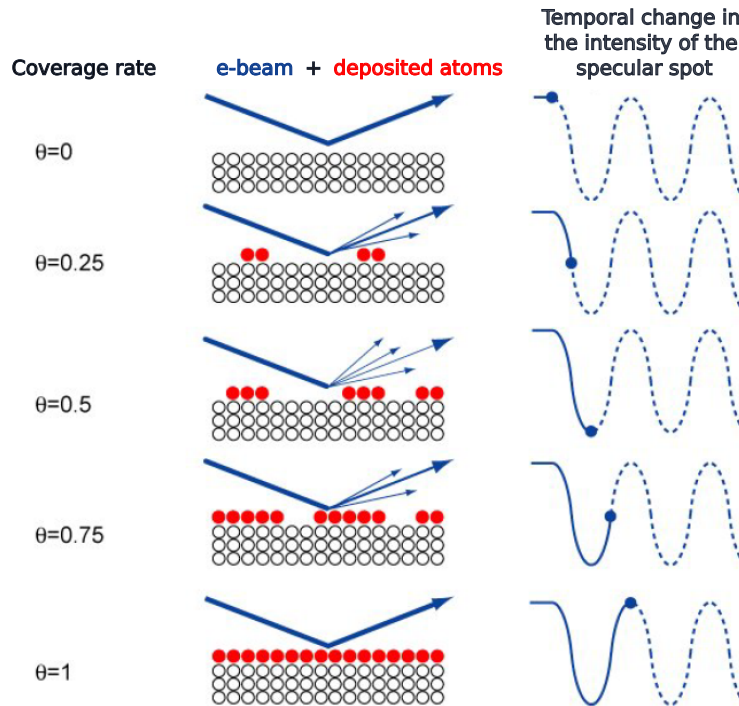 Temporal change in
the intensity of the
specular spot
Coverage rate
e-beam + deposited atoms
θ=0
θ=0.25
θ=0.5
θ=0.75
θ=1